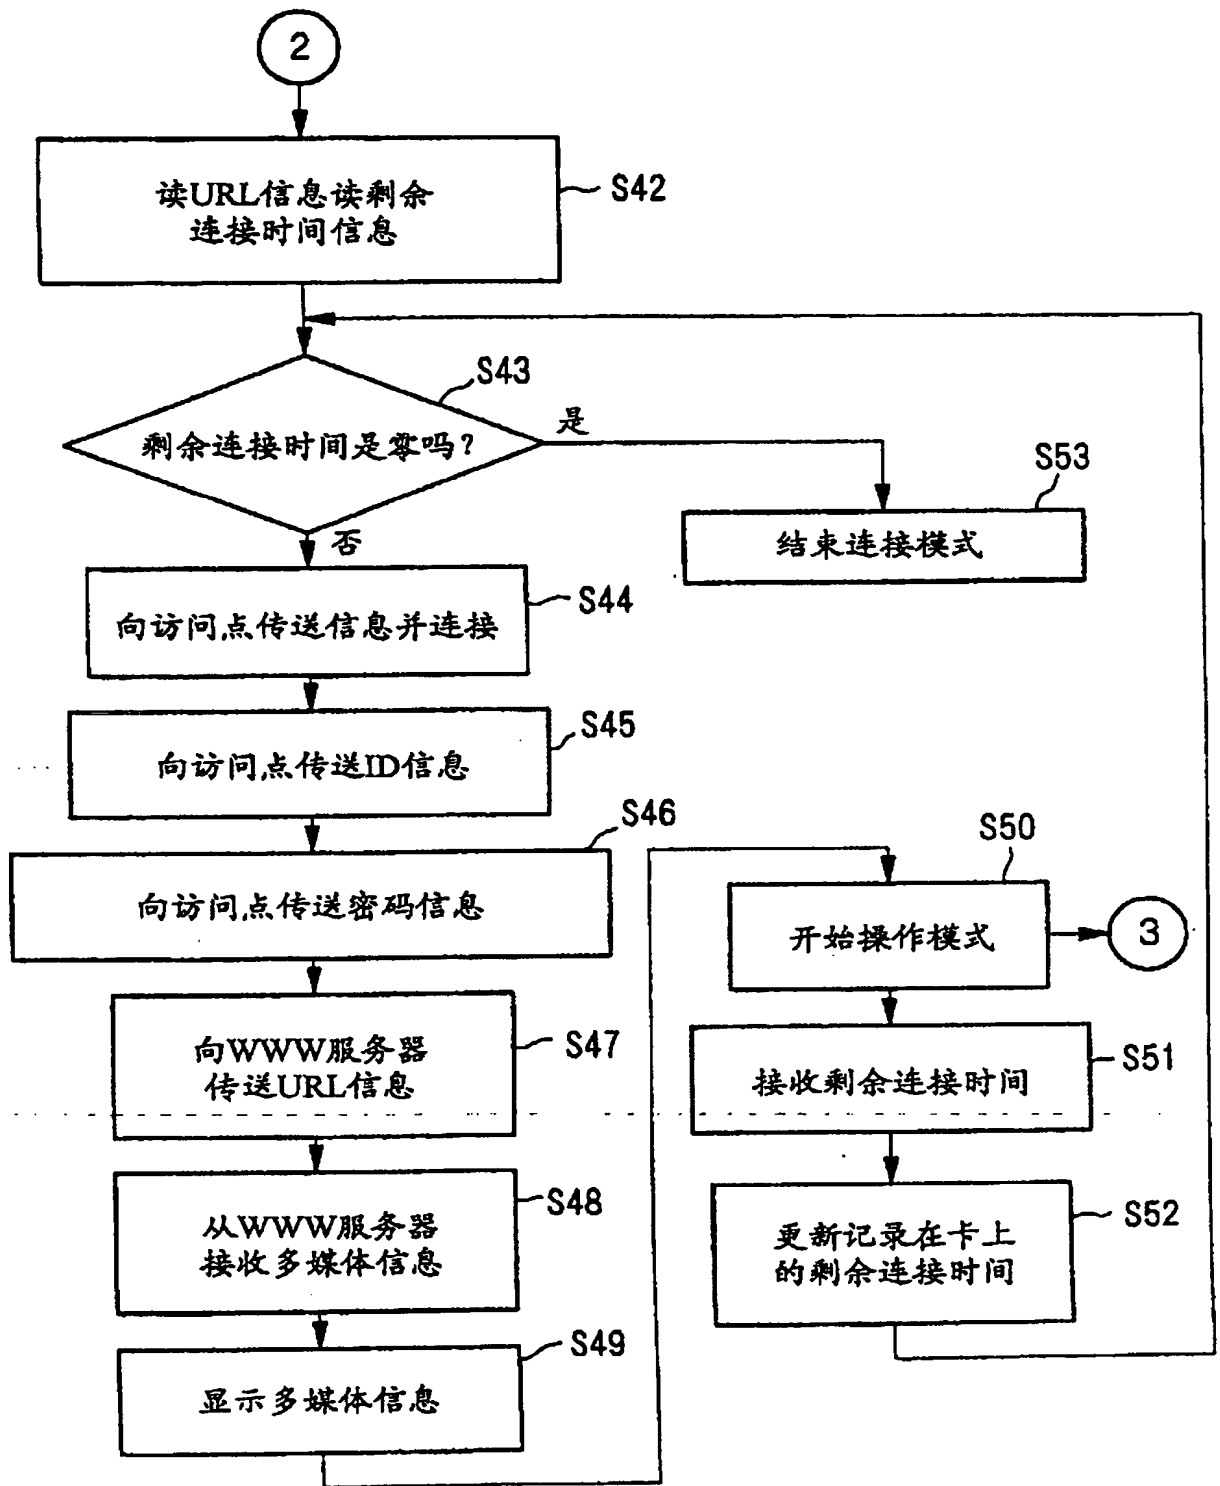 2
读URL信息读剩余
连接时间信息
S42
S43
剩余连接时间是零吗?
是
否
S53
结束连接模式
S44
向访问点传送信息并连接
S45
向访问点传送ID信息
S46
向访问点传送密码信息
S47
向WWW服务器
传送URL信息
S48
从WWW服务器
接收多媒体信息
S49
显示多媒体信息
S50
开始操作模式
3
S51
接收剩余连接时间
S52
更新记录在卡上
的剩余连接时间